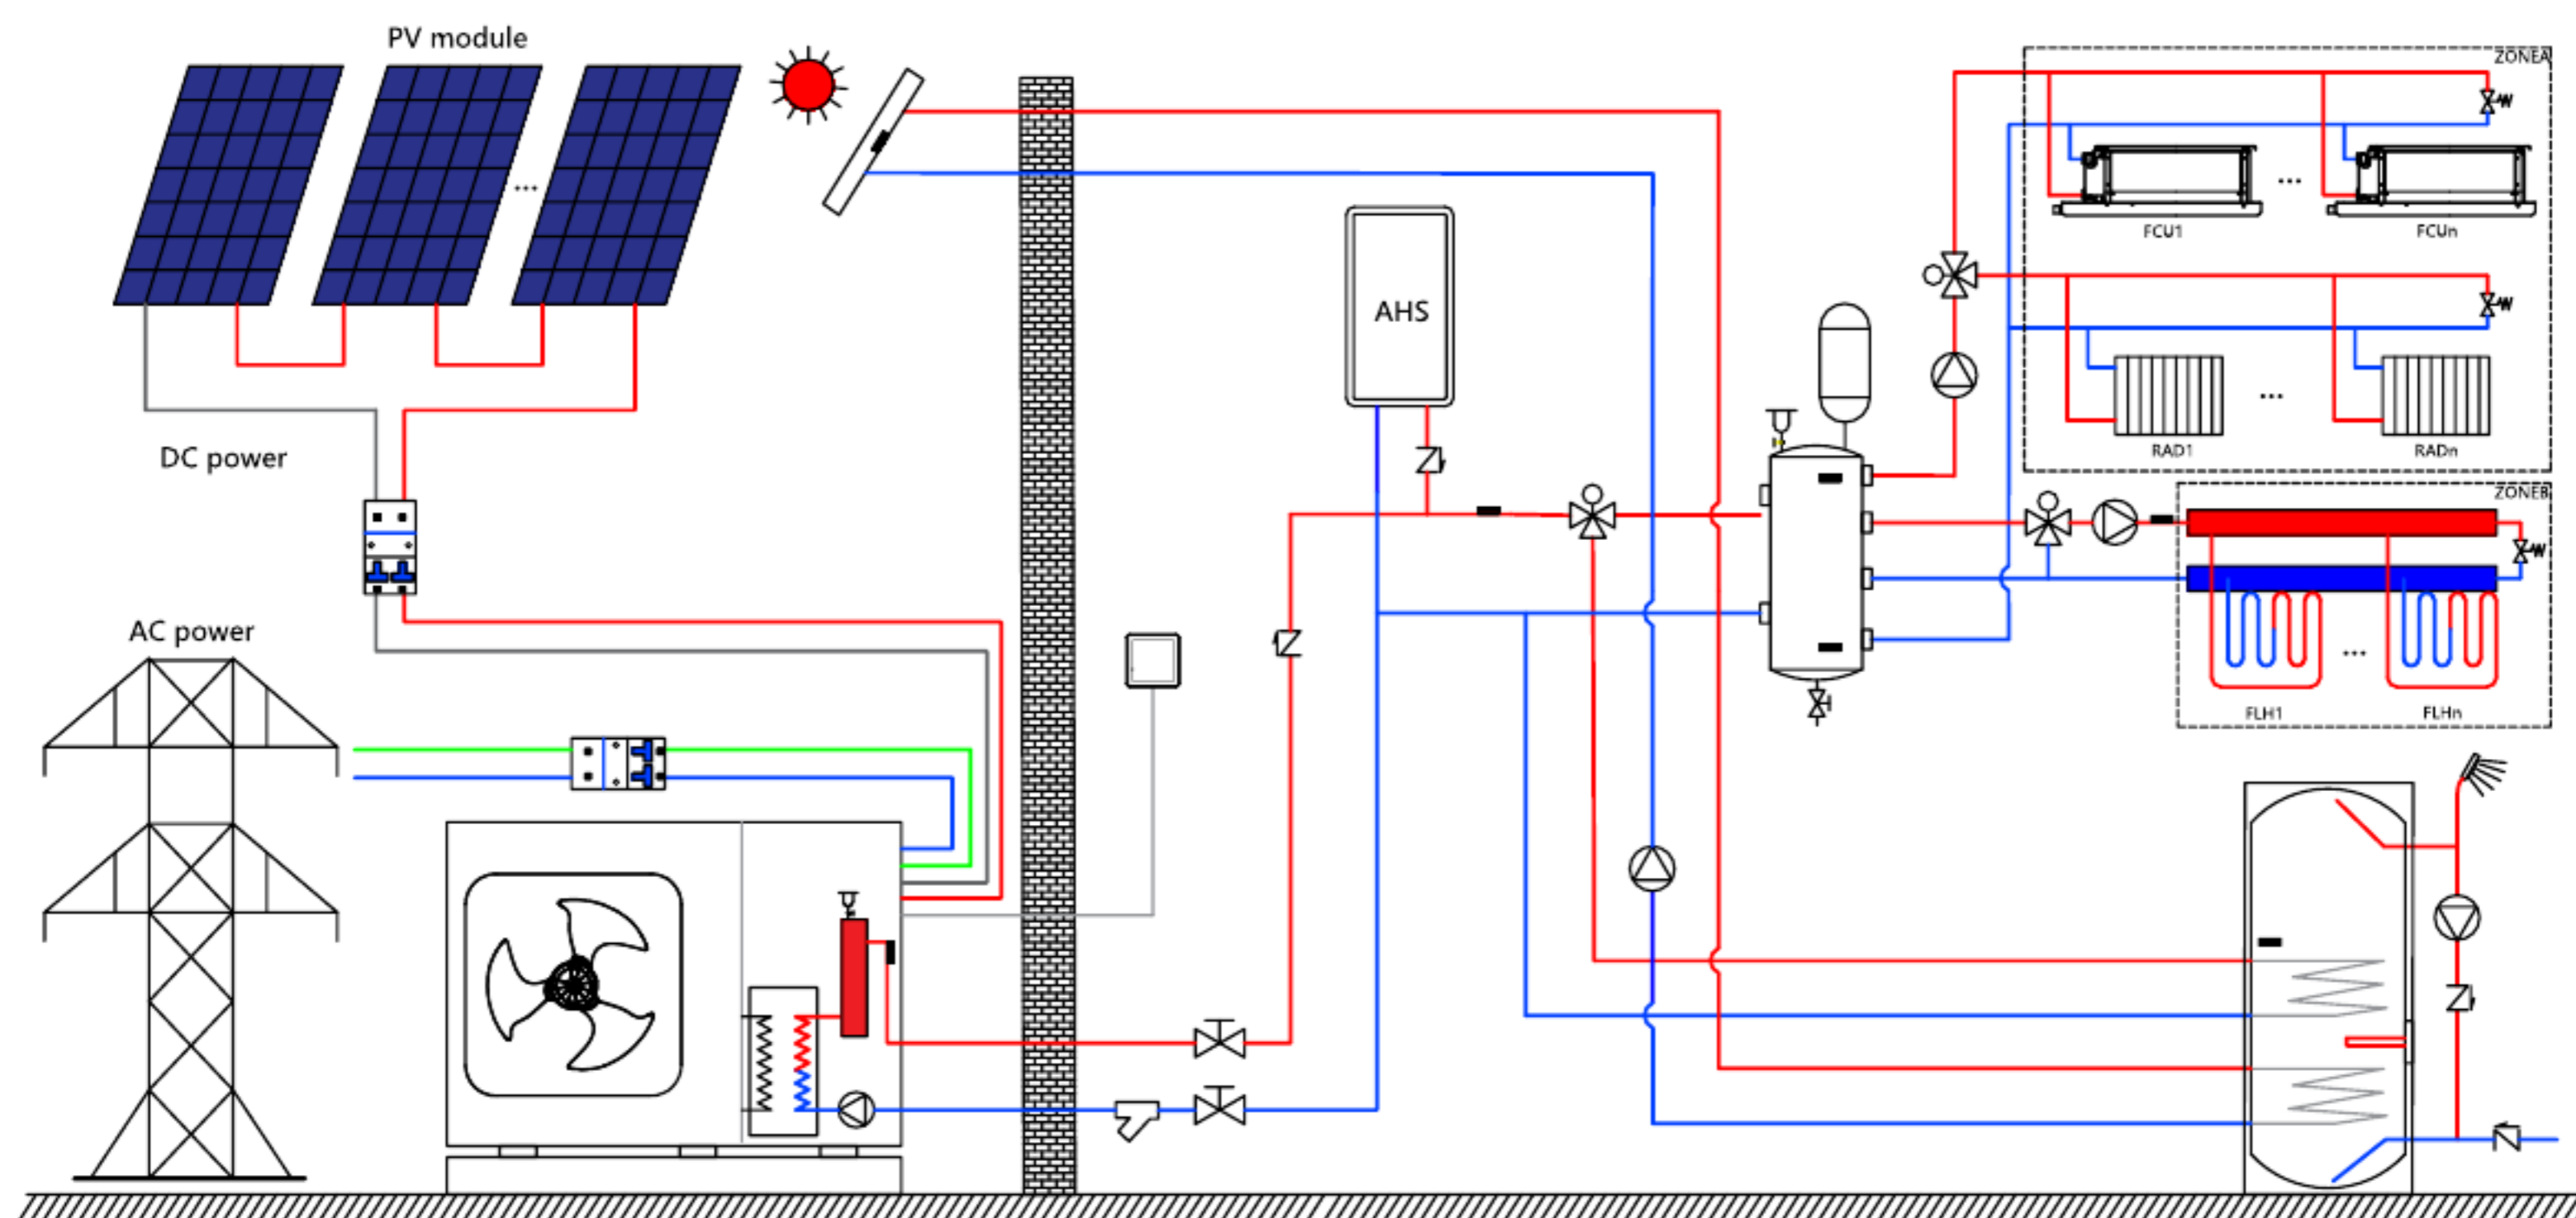 PV module
...
DC power
AC power
AHS
ZONEA
...
FCU1
FCUn
...
RAD1
RADn
ZONEB
...
FLH1
FLHn